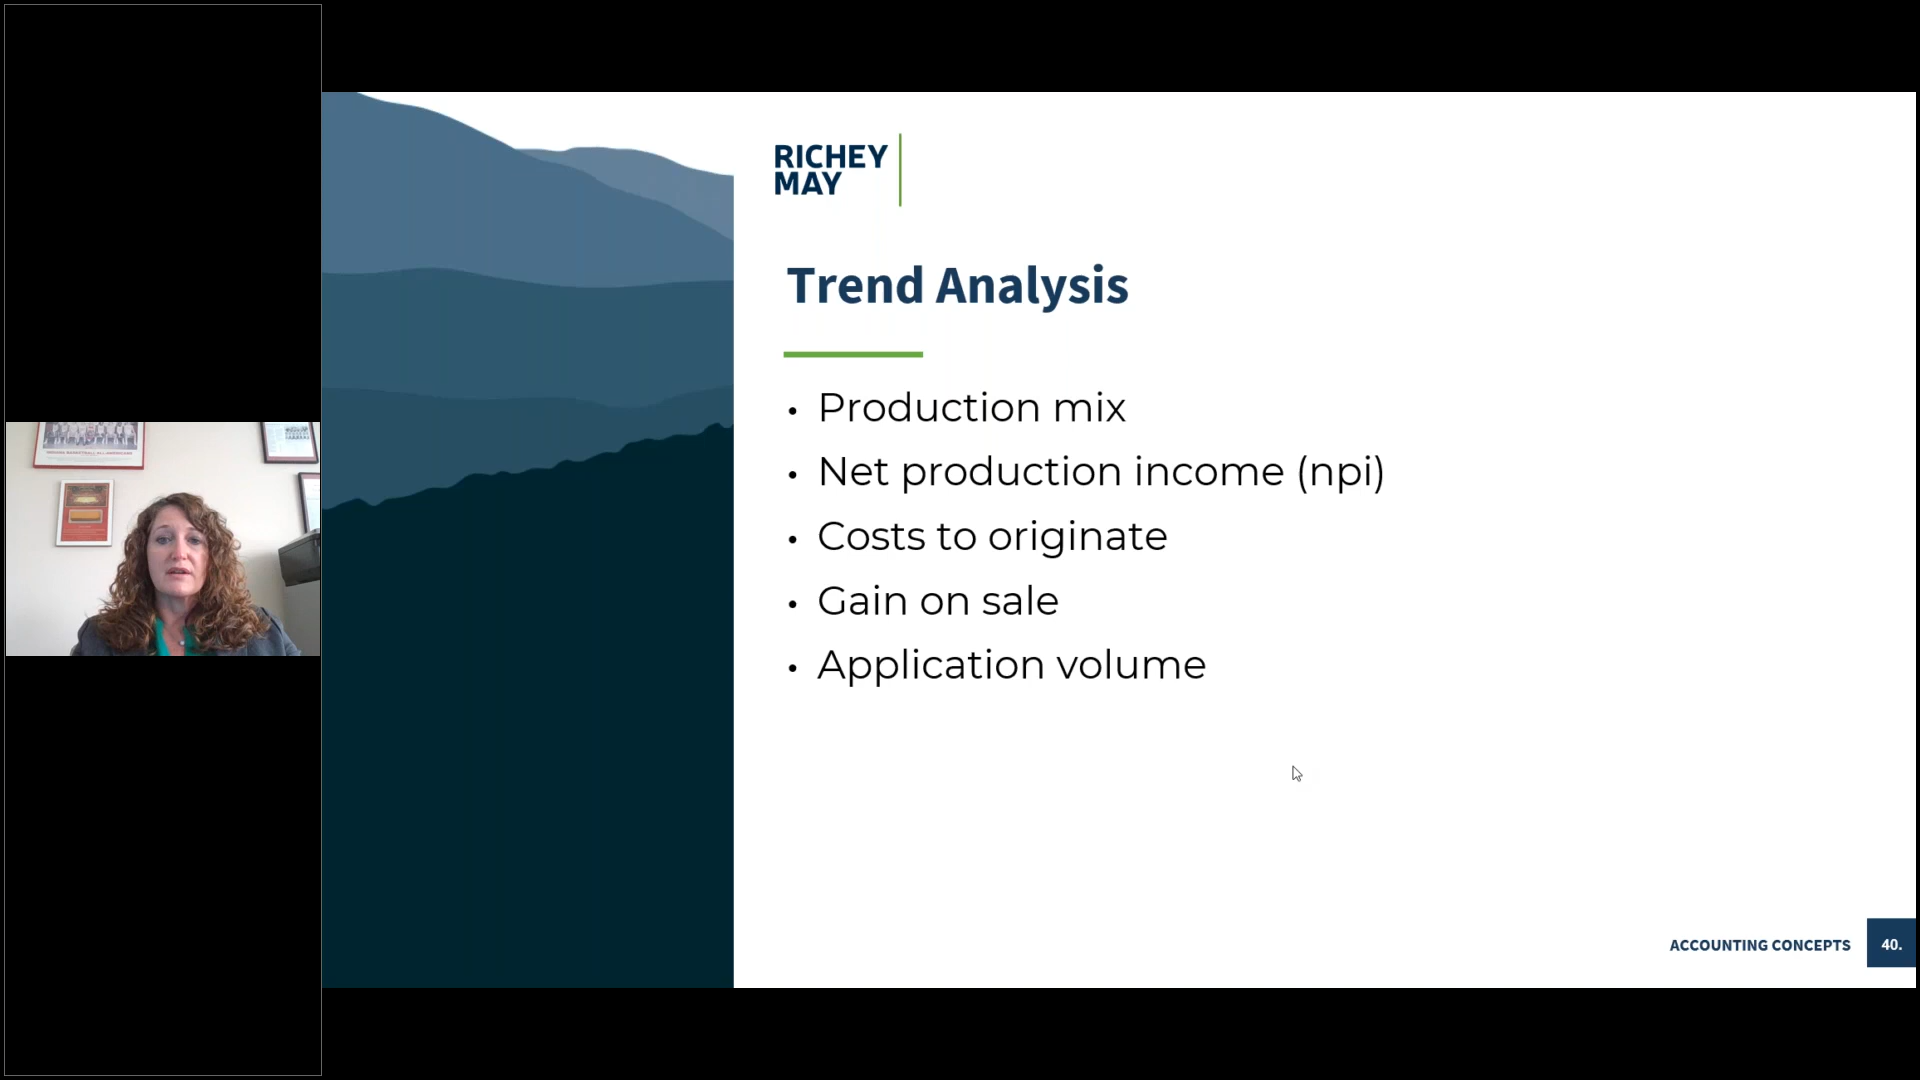 RICHEY
MAY
Trend Analysis
• Production mix
• Net production income (npi)
• Costs to originate
• Gain on sale
• Application volume
ACCOUNTING CONCEPTS
40.